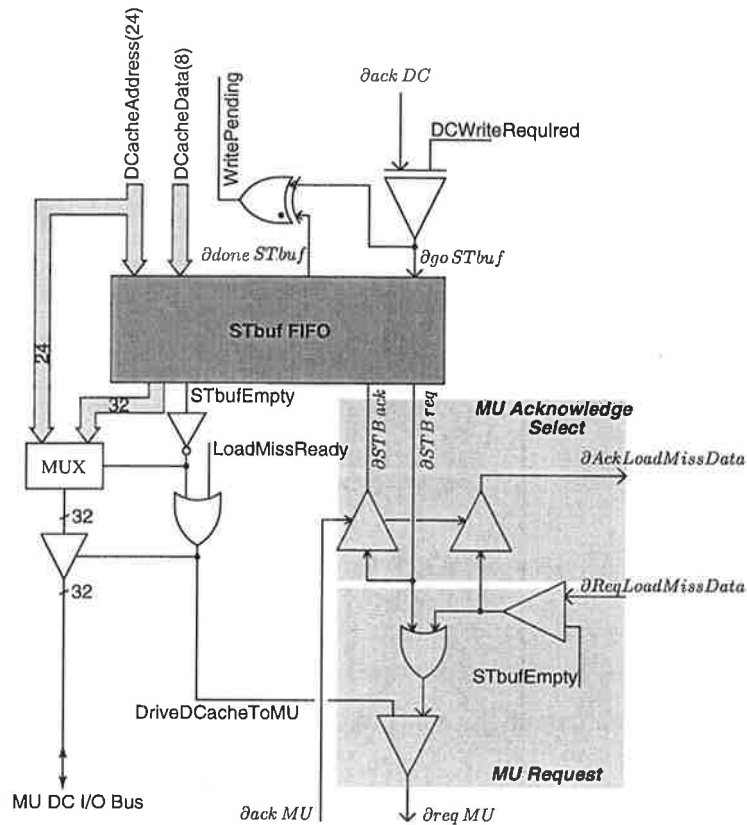 DCacheAddress(24)
DCacheData(8)
WritePending
∂ack DC
DCWriteRequired
∂done STbuf
∂go STbuf
STbuf FIFO
24
32
STbufEmpty
∂STB ack
∂STB req
MU Acknowledge
Select
MUX
LoadMissReady
∂AckLoadMissData
32
32
∂ReqLoadMissData
STbufEmpty
DriveDCacheToMU
MU Request
MU DC I/O Bus
∂ack MU
∂req MU